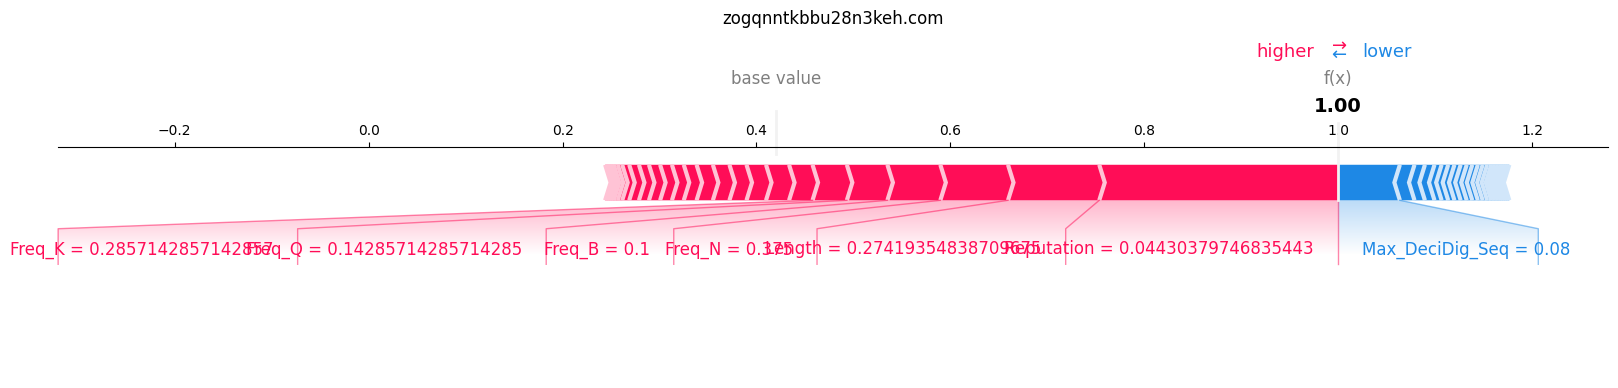 zogqnntkbbu28n3keh.com
higher ⇄ lower
base value f(x)
1.00
−0.2 0.0 0.2 0.4 0.6 0.8 1.0 1.2
Freq_K = 0.2857142857142857 Freq_Q = 0.14285714285714285 Freq_B = 0.1 Freq_N = 0.375 Length = 0.27419354838709675 Reputation = 0.04430379746835443 Max_DeciDig_Seq = 0.08